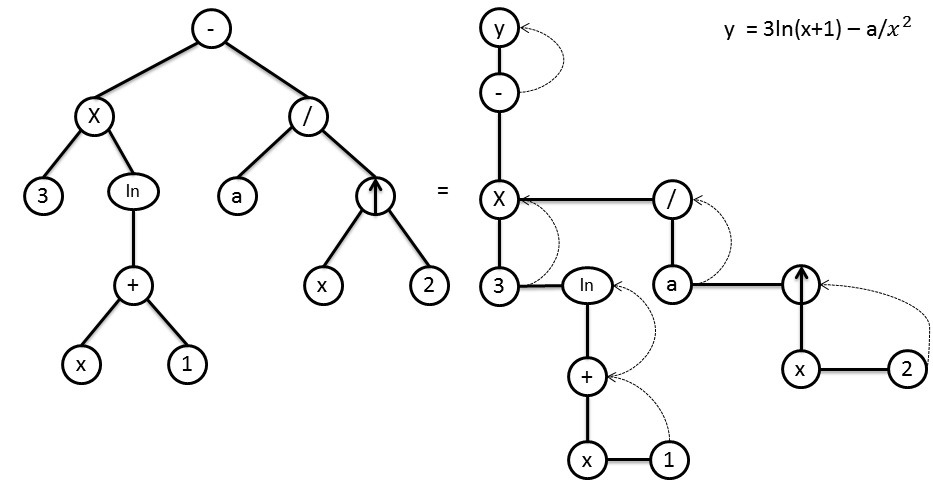 y = 3ln(x+1) – a/x²
-
y
-
X
/
3
ln
a
=
X
/
+
x
2
3
ln
a
x
1
+
x
2
x
1